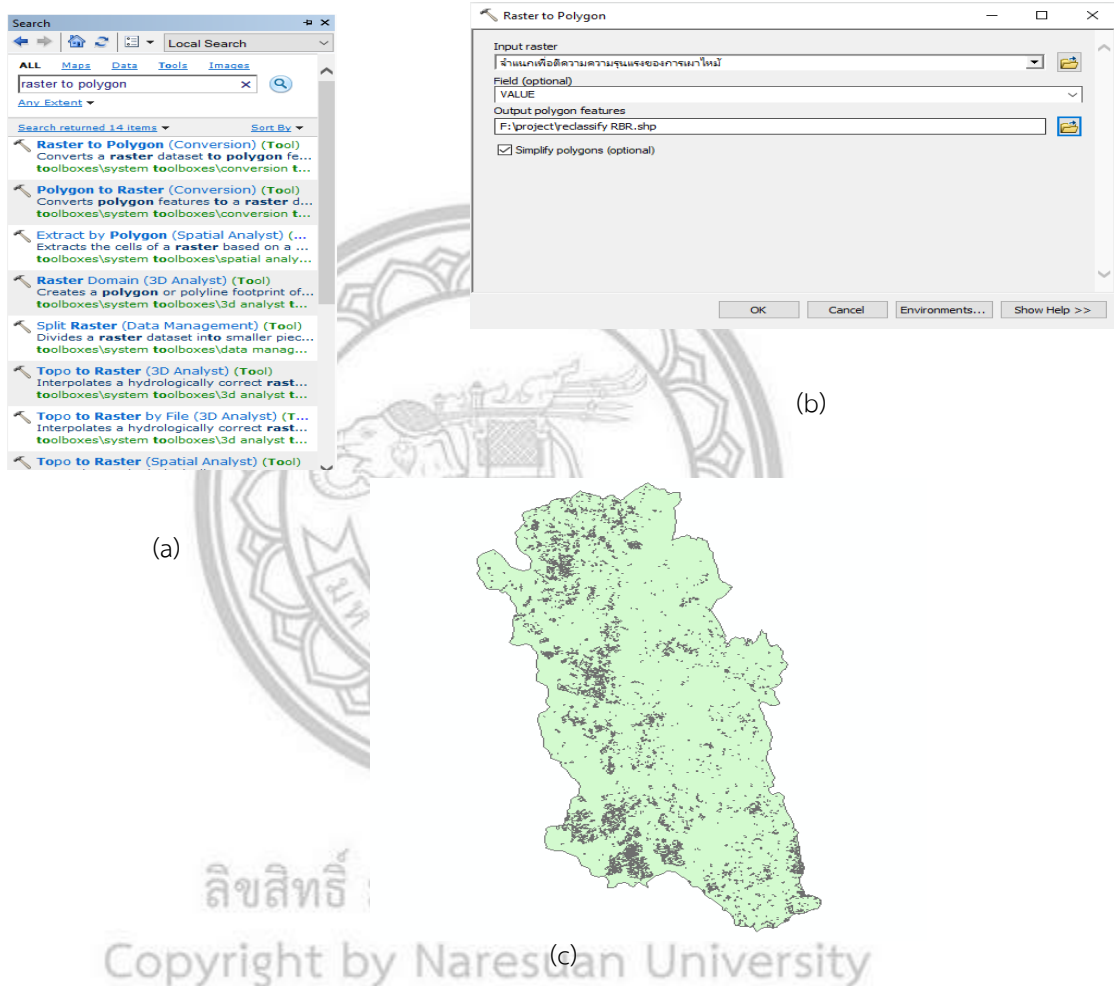 Search
Local Search
ALL Maps Data Tools Images
raster to polygon
Any Extent
Search returned 14 items Sort By
Raster to Polygon (Conversion) (Tool)
Converts a raster dataset to polygon fe...
toolboxes\system toolboxes\conversion t...
Polygon to Raster (Conversion) (Tool)
Converts polygon features to a raster d...
toolboxes\system toolboxes\conversion t...
Extract by Polygon (Spatial Analyst) (...
Extracts the cells of a raster based on a ...
toolboxes\system toolboxes\spatial analy...
Raster Domain (3D Analyst) (Tool)
Creates a polygon or polyline footprint of...
toolboxes\system toolboxes\3d analyst t...
Split Raster (Data Management) (Tool)
Divides a raster dataset into smaller piec...
toolboxes\system toolboxes\data manag...
Topo to Raster (3D Analyst) (Tool)
Interpolates a hydrologically correct rast...
toolboxes\system toolboxes\3d analyst t...
Topo to Raster by File (3D Analyst) (T...
Interpolates a hydrologically correct rast...
toolboxes\system toolboxes\3d analyst t...
Topo to Raster (Spatial Analyst) (Tool)
(a)
Raster to Polygon
Input raster
จำแนกเพื่อตีความความรุนแรงของการเผาไหม้
Field (optional)
VALUE
Output polygon features
F:\project\reclassify RBR.shp
Simplify polygons (optional)
OK Cancel Environments... Show Help >>
(b)
(c)
ลิขสิทธิ์
Copyright by Naresuan University